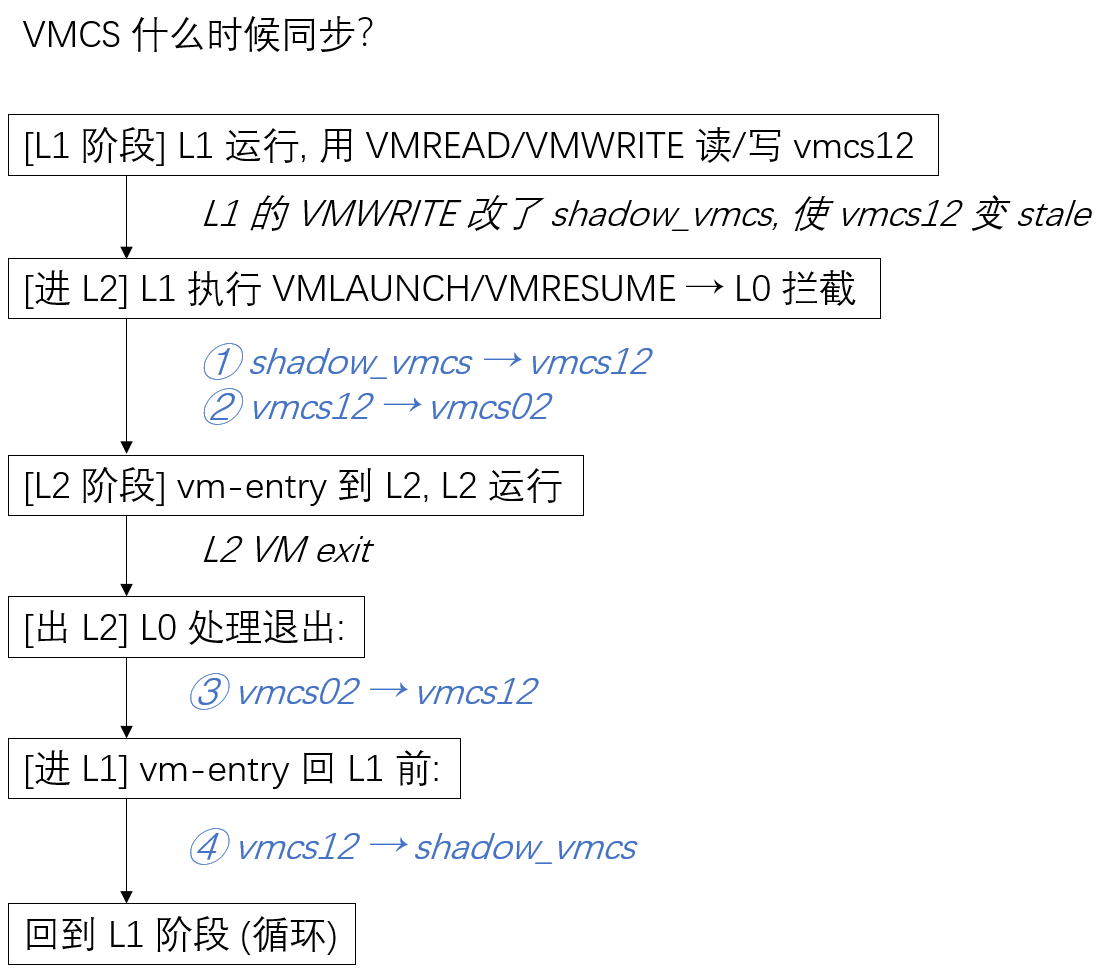 VMCS 什么时候同步?
[L1 阶段] L1 运行, 用 VMREAD/VMWRITE 读/写 vmcs12
L1 的 VMWRITE 改了 shadow_vmcs, 使 vmcs12 变 stale
[进 L2] L1 执行 VMLAUNCH/VMRESUME → L0 拦截
① shadow_vmcs → vmcs12
② vmcs12 → vmcs02
[L2 阶段] vm-entry 到 L2, L2 运行
L2 VM exit
[出 L2] L0 处理退出:
③ vmcs02 → vmcs12
[进 L1] vm-entry 回 L1 前:
④ vmcs12 → shadow_vmcs
回到 L1 阶段 (循环)